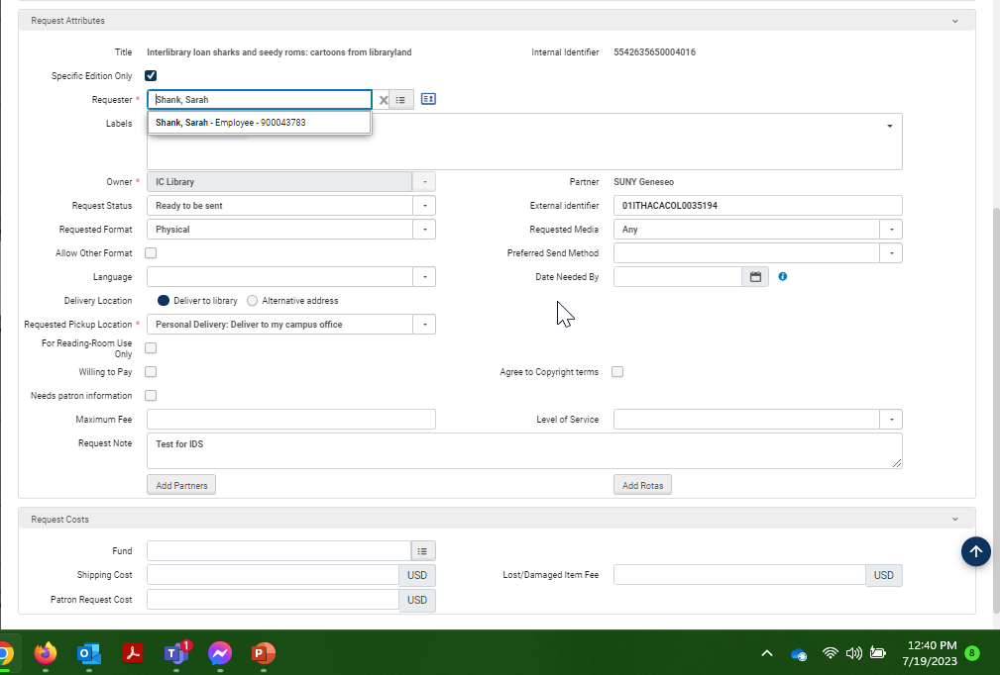 Request Attributes
Title Interlibrary loan sharks and seedy roms: cartoons from libraryland Internal Identifier 5542635650004016
Specific Edition Only
Requester * Shank, Sarah
Shank, Sarah - Employee - 900043783
Labels
Owner * IC Library Partner SUNY Geneseo
Request Status Ready to be sent External identifier 01ITHACACOL0035194
Requested Format Physical Requested Media Any
Allow Other Format Preferred Send Method
Language Date Needed By
Delivery Location Deliver to library Alternative address
Requested Pickup Location * Personal Delivery: Deliver to my campus office
For Reading-Room Use
Only
Willing to Pay Agree to Copyright terms
Needs patron information
Maximum Fee Level of Service
Request Note Test for IDS
Add Partners Add Rotas
Request Costs
Fund
Shipping Cost USD Lost/Damaged Item Fee USD
Patron Request Cost USD
12:40 PM
7/19/2023 8
1